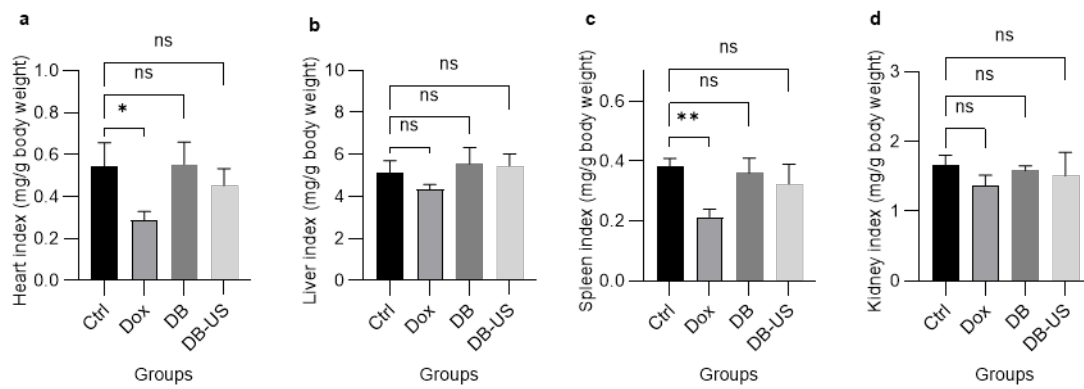 a
Heart index (mg/g body weight)
1.0
0.8
0.6
0.4
0.2
0.0
ns
ns
*
Ctrl
Dox
DB
DB-US
Groups
b
Liver index (mg/g body weight)
10
8
6
4
2
0
ns
ns
ns
Ctrl
Dox
DB
DB-US
Groups
c
Spleen index (mg/g body weight)
0.6
0.4
0.2
0.0
ns
ns
**
Ctrl
Dox
DB
DB-US
Groups
d
Kidney index (mg/g body weight)
3
2
1
0
ns
ns
ns
Ctrl
Dox
DB
DB-US
Groups